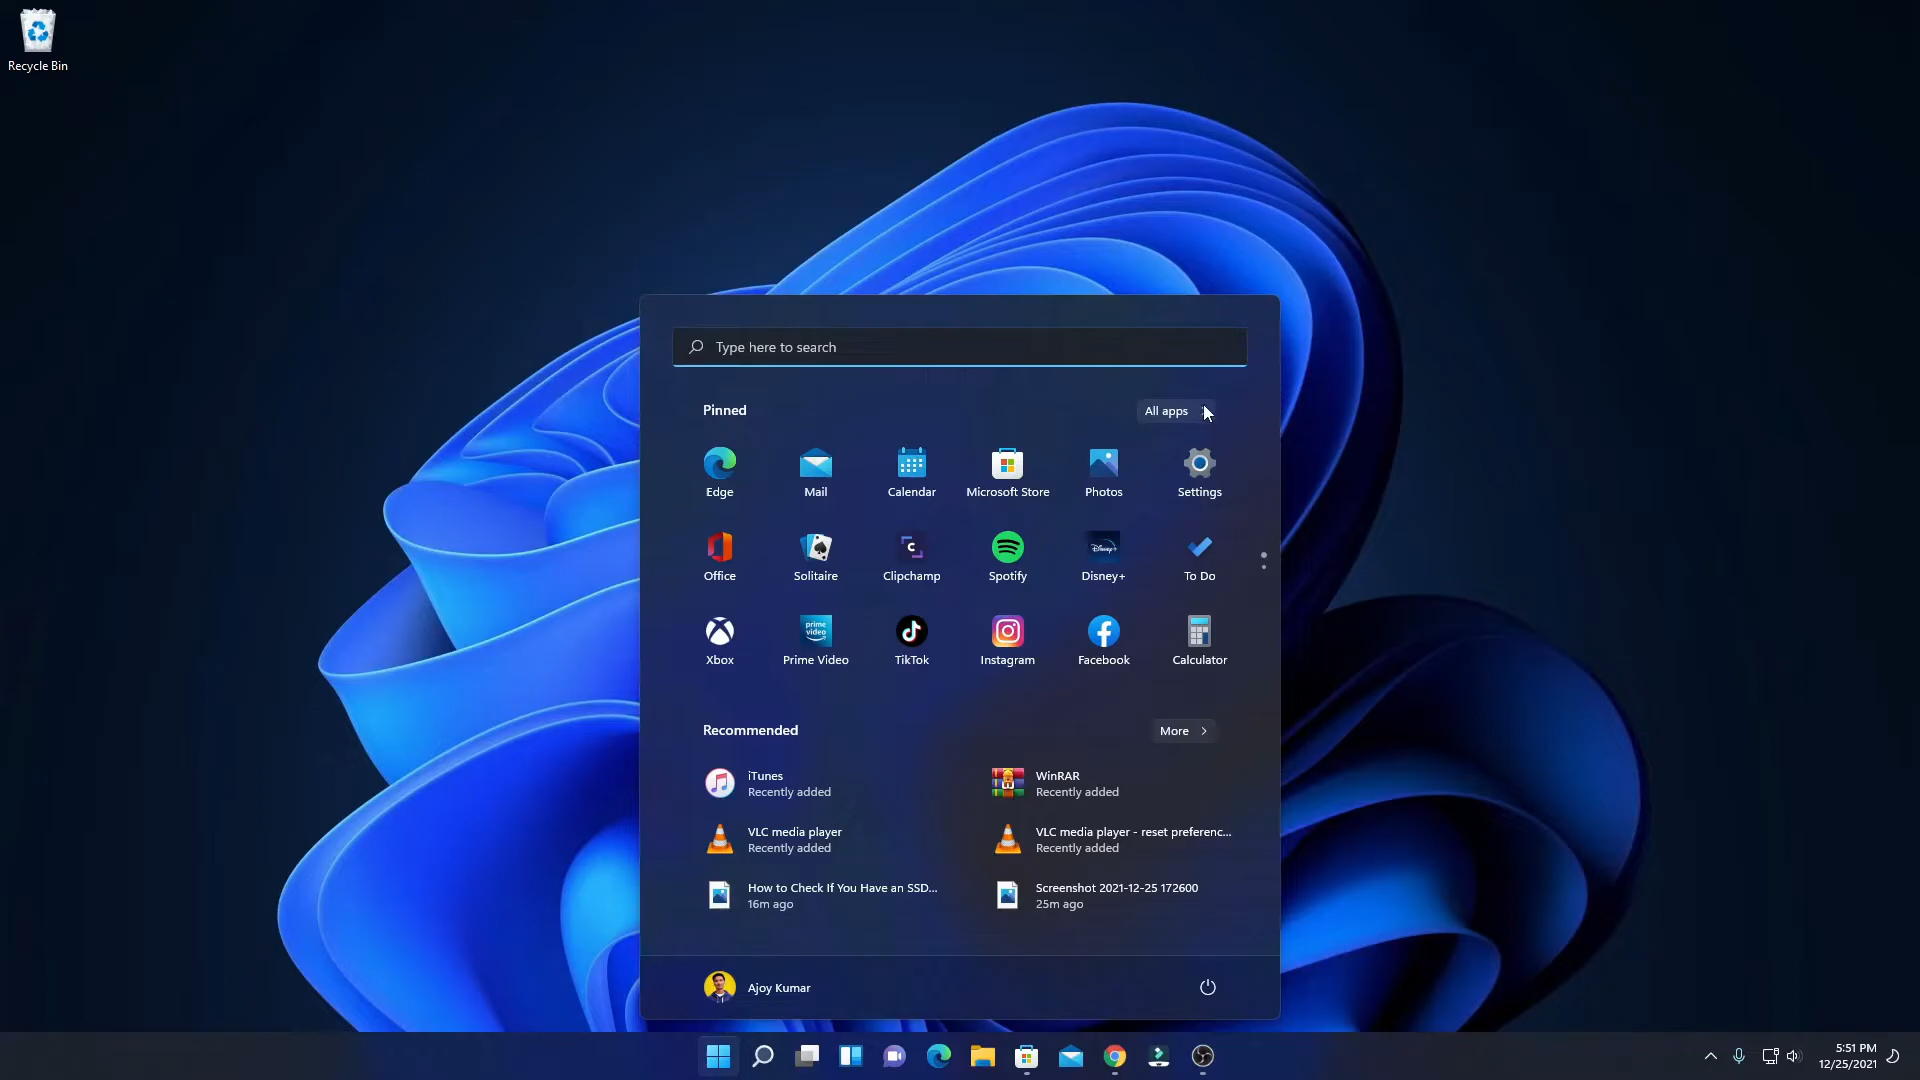 Recycle Bin
Type here to search
Pinned
All apps
Edge
Mail
Calendar
Microsoft Store
Photos
Settings
Office
Solitaire
Clipchamp
Spotify
Disney+
Disney+
To Do
Xbox
prime
video
Prime Video
TikTok
Instagram
Facebook
Calculator
Recommended
More
iTunes
Recently added
WinRAR
Recently added
VLC media player
Recently added
VLC media player - reset preferenc...
Recently added
How to Check If You Have an SSD...
16m ago
Screenshot 2021-12-25 172600
25m ago
Ajoy Kumar
5:51 PM
12/25/2021